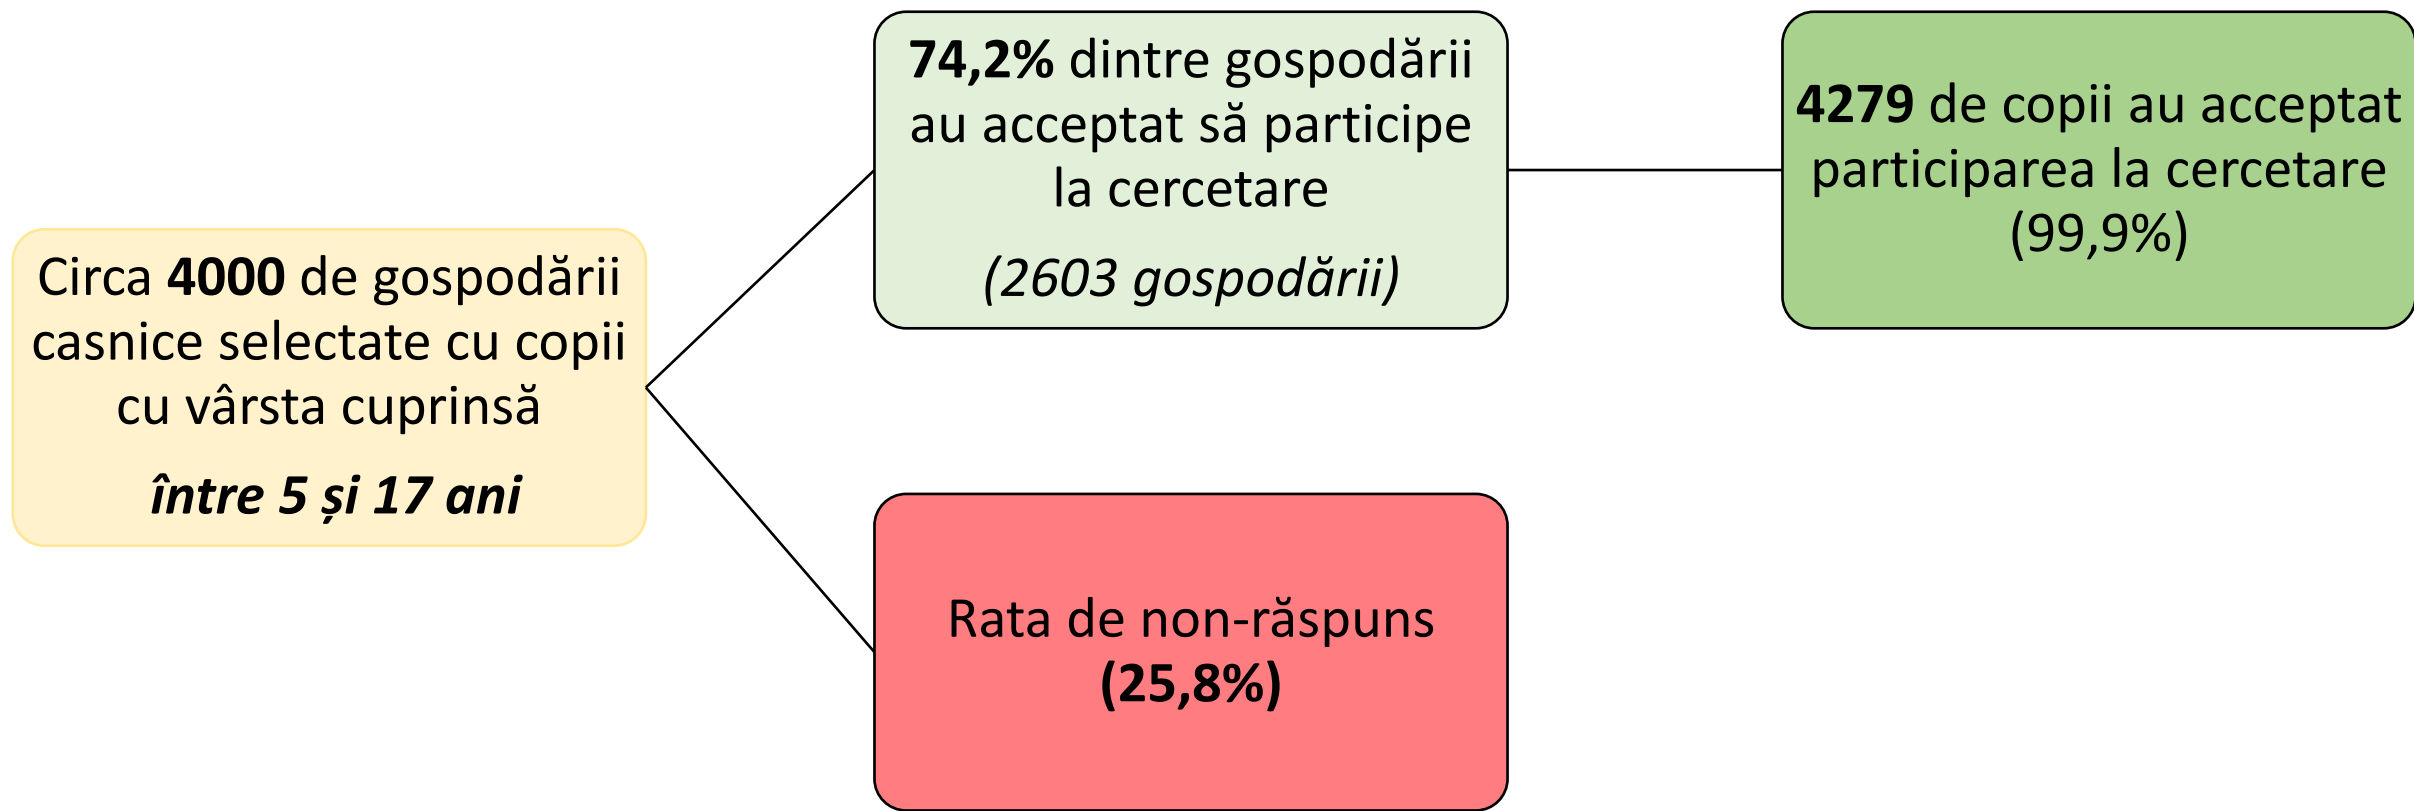 Circa 4000 de gospodării
casnice selectate cu copii
cu vârsta cuprinsă
între 5 și 17 ani
74,2% dintre gospodării
au acceptat să participe
la cercetare
(2603 gospodării)
4279 de copii au acceptat
participarea la cercetare
(99,9%)
Rata de non-răspuns
(25,8%)